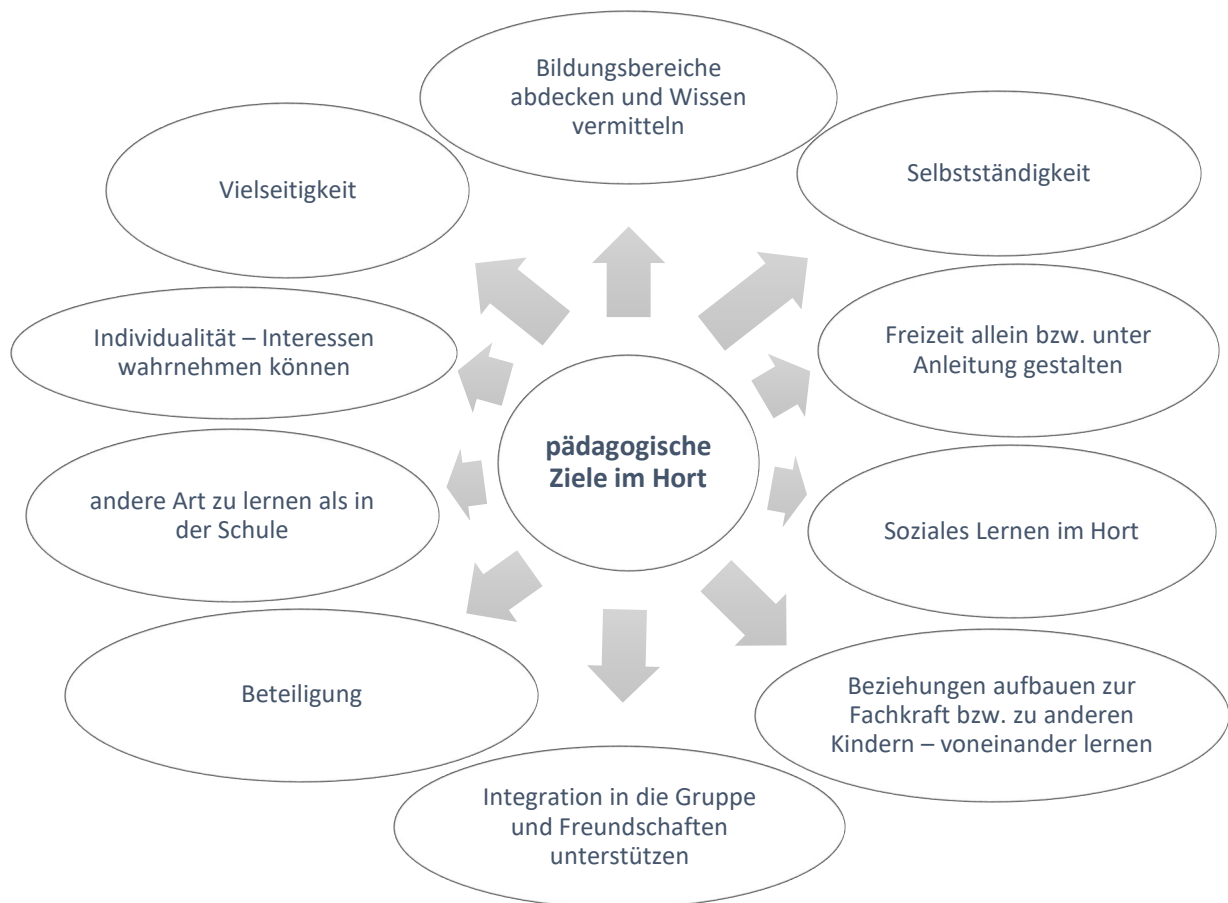 Bildungsbereiche
abdecken und Wissen
vermitteln
Selbstständigkeit
Freizeit allein bzw. unter
Anleitung gestalten
Soziales Lernen im Hort
Beziehungen aufbauen zur
Fachkraft bzw. zu anderen
Kindern – voneinander lernen
Integration in die Gruppe
und Freundschaften
unterstützen
Beteiligung
andere Art zu lernen als in
der Schule
Individualität – Interessen
wahrnehmen können
Vielseitigkeit
pädagogische
Ziele im Hort